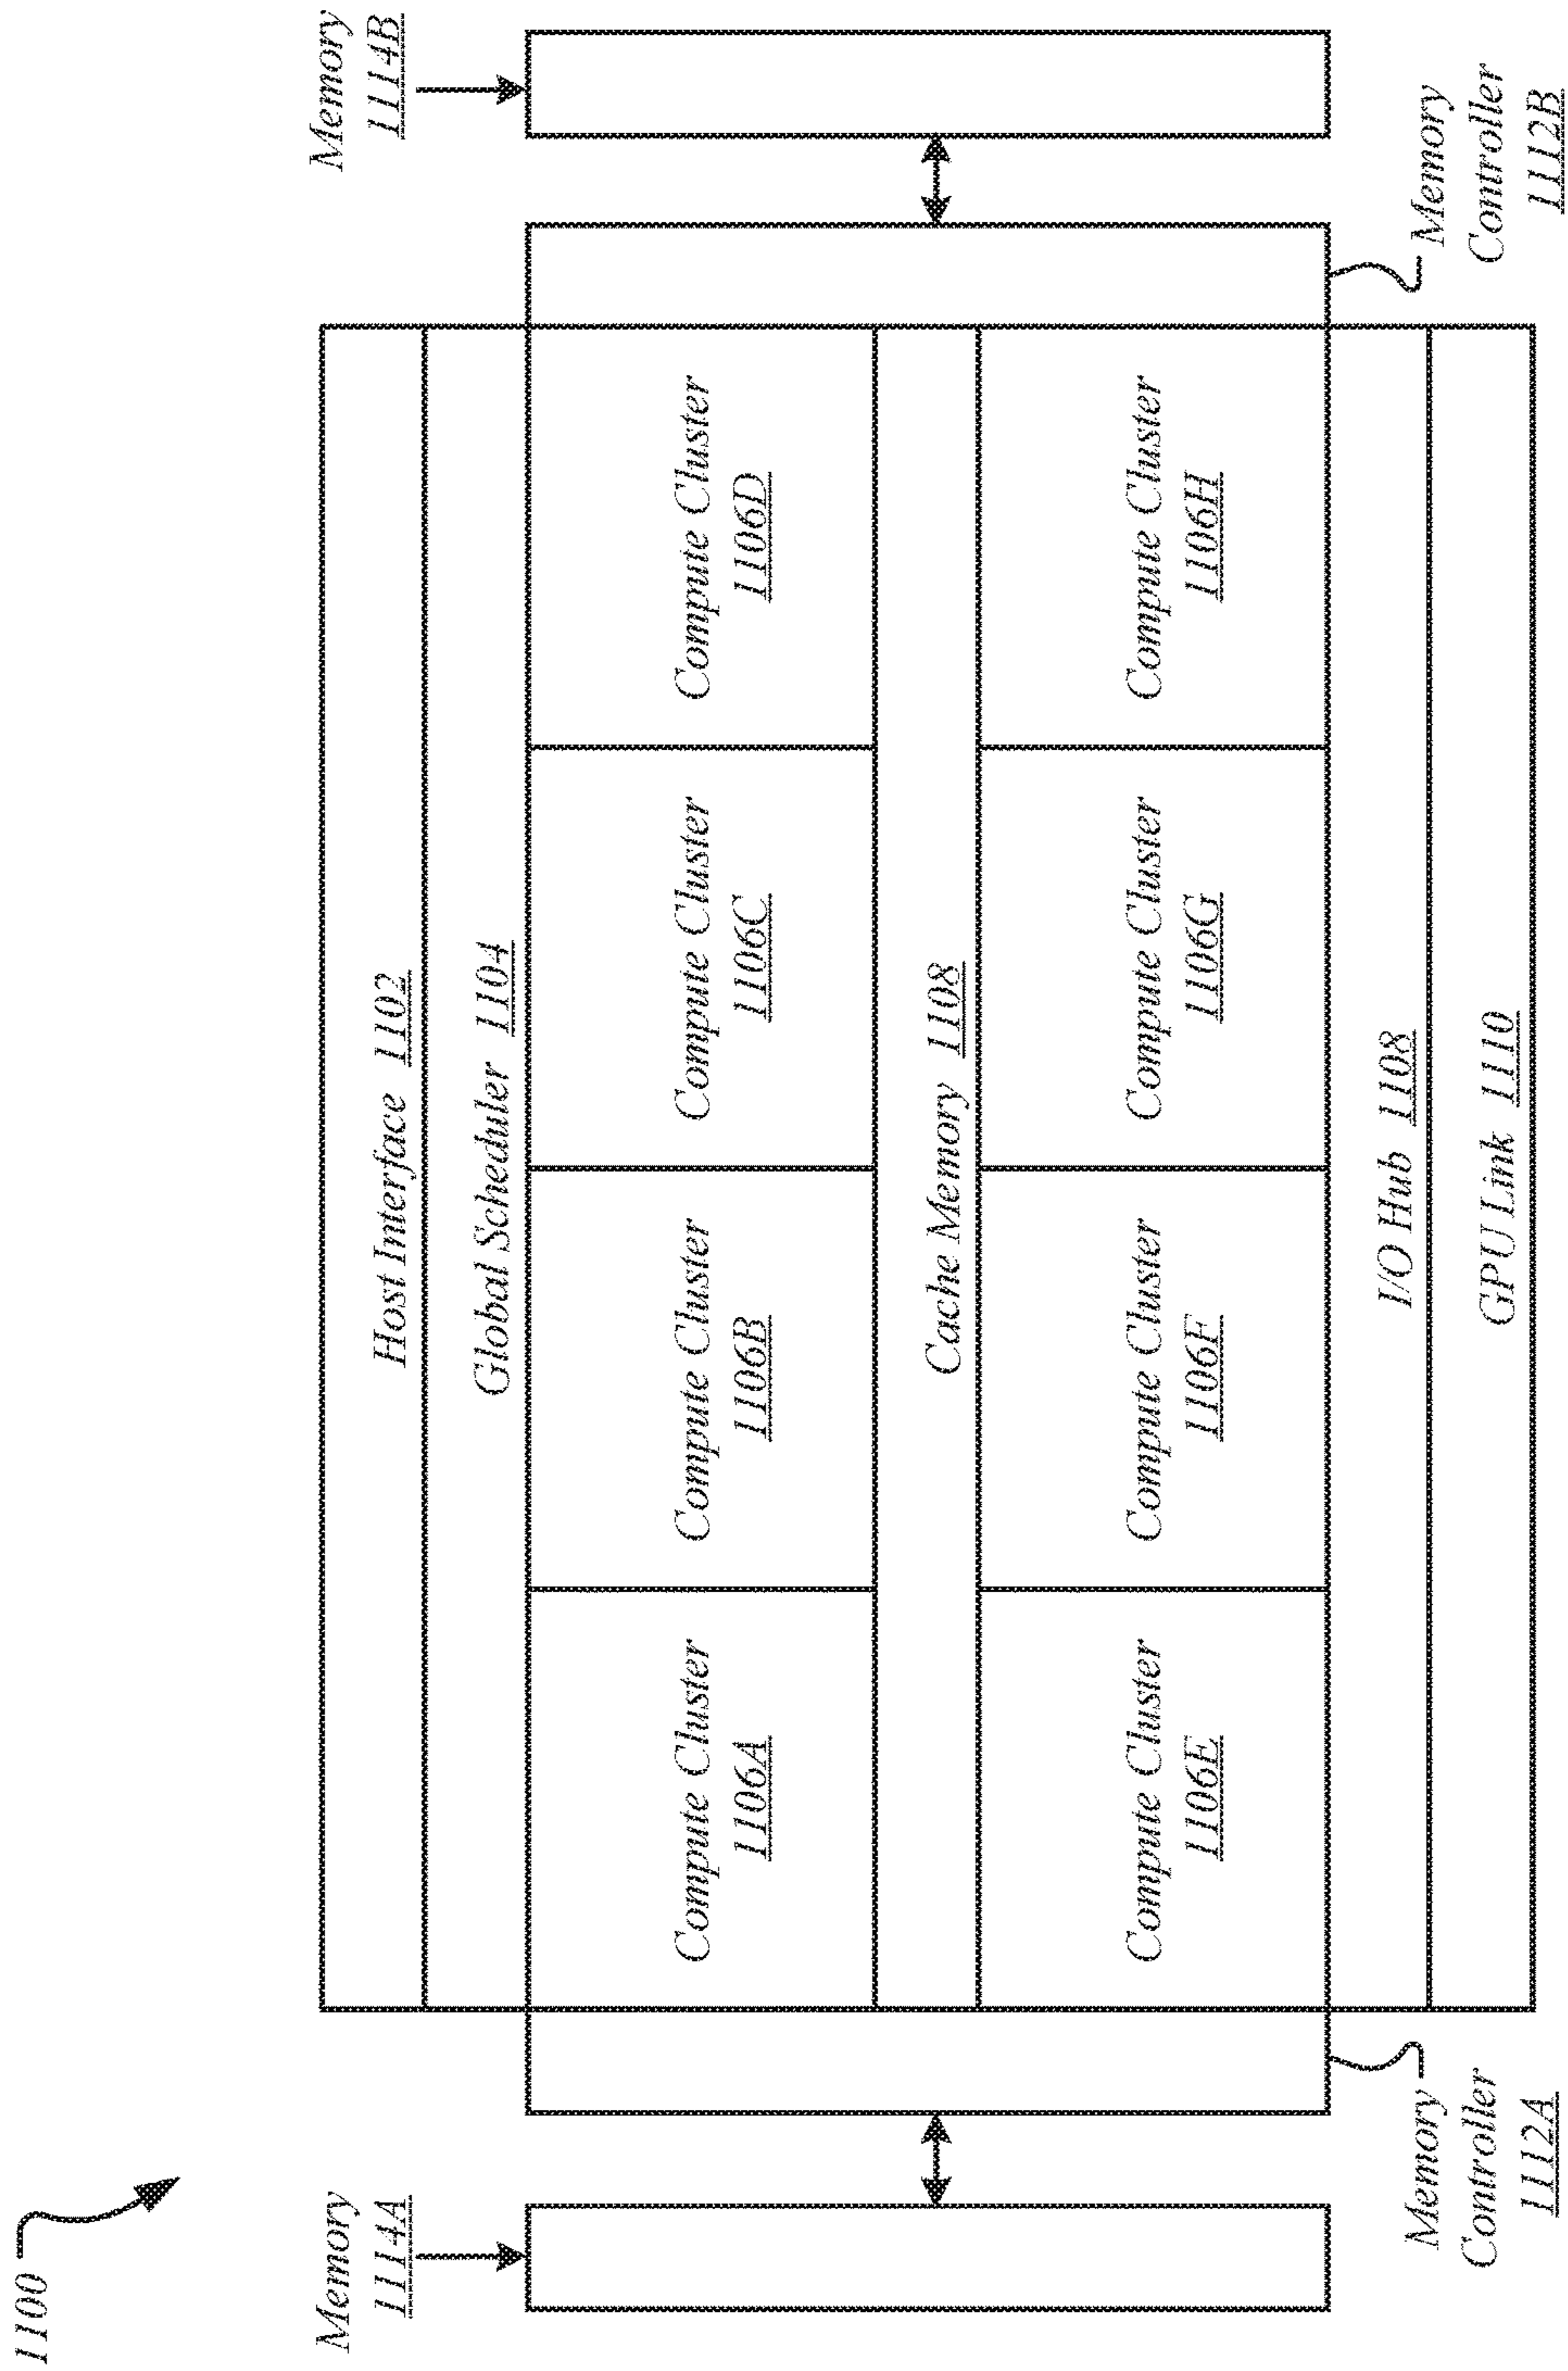 1100
Host Interface 1102
Global Scheduler 1104
Memory
1114A
Memory
1114B
Compute Cluster
1106A
Compute Cluster
1106B
Compute Cluster
1106C
Compute Cluster
1106D
Cache Memory 1108
Compute Cluster
1106E
Compute Cluster
1106F
Compute Cluster
1106G
Compute Cluster
1106H
I/O Hub 1108
GPU Link 1110
Memory
Controller
1112A
Memory
Controller
1112B